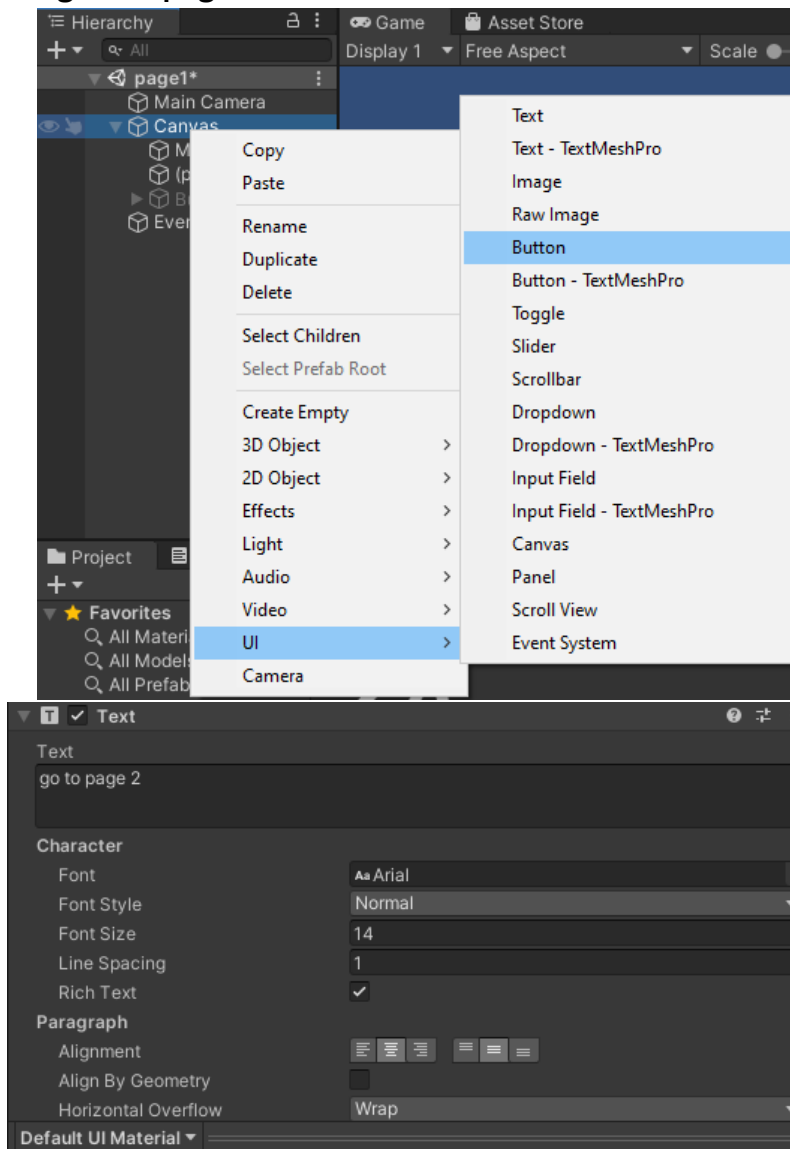 Hierarchy
All
page1*
Main Camera
Canvas
M
(p
B
Even
Game
Asset Store
Display 1
Free Aspect
Scale
Copy
Paste
Rename
Duplicate
Delete
Select Children
Select Prefab Root
Create Empty
3D Object
2D Object
Effects
Light
Audio
Video
UI
Camera
Text
Text - TextMeshPro
Image
Raw Image
Button
Button - TextMeshPro
Toggle
Slider
Scrollbar
Dropdown
Dropdown - TextMeshPro
Input Field
Input Field - TextMeshPro
Canvas
Panel
Scroll View
Event System
Project
Favorites
All Materi
All Models
All Prefab
Text
Text
go to page 2
Character
Font Aa Arial
Font Style Normal
Font Size 14
Line Spacing 1
Rich Text
Paragraph
Alignment
Align By Geometry
Horizontal Overflow Wrap
Default UI Material